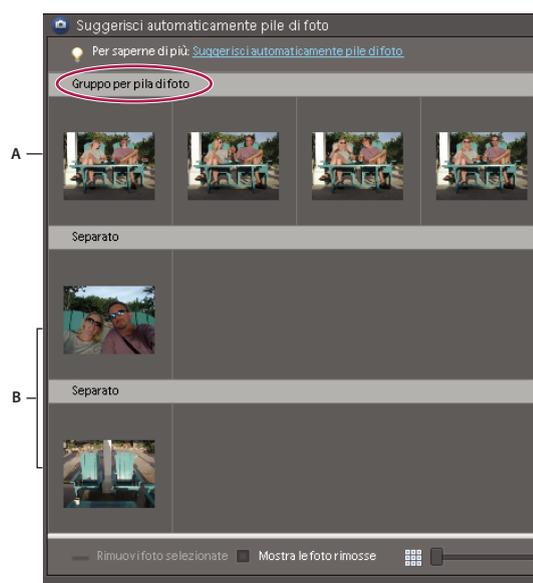 Suggerisci automaticamente pile di foto
Per saperne di più: Suggerisci automaticamente pile di foto
Gruppo per pila di foto
A
Separato
B
Separato
Rimuovi foto selezionate Mostra le foto rimosse